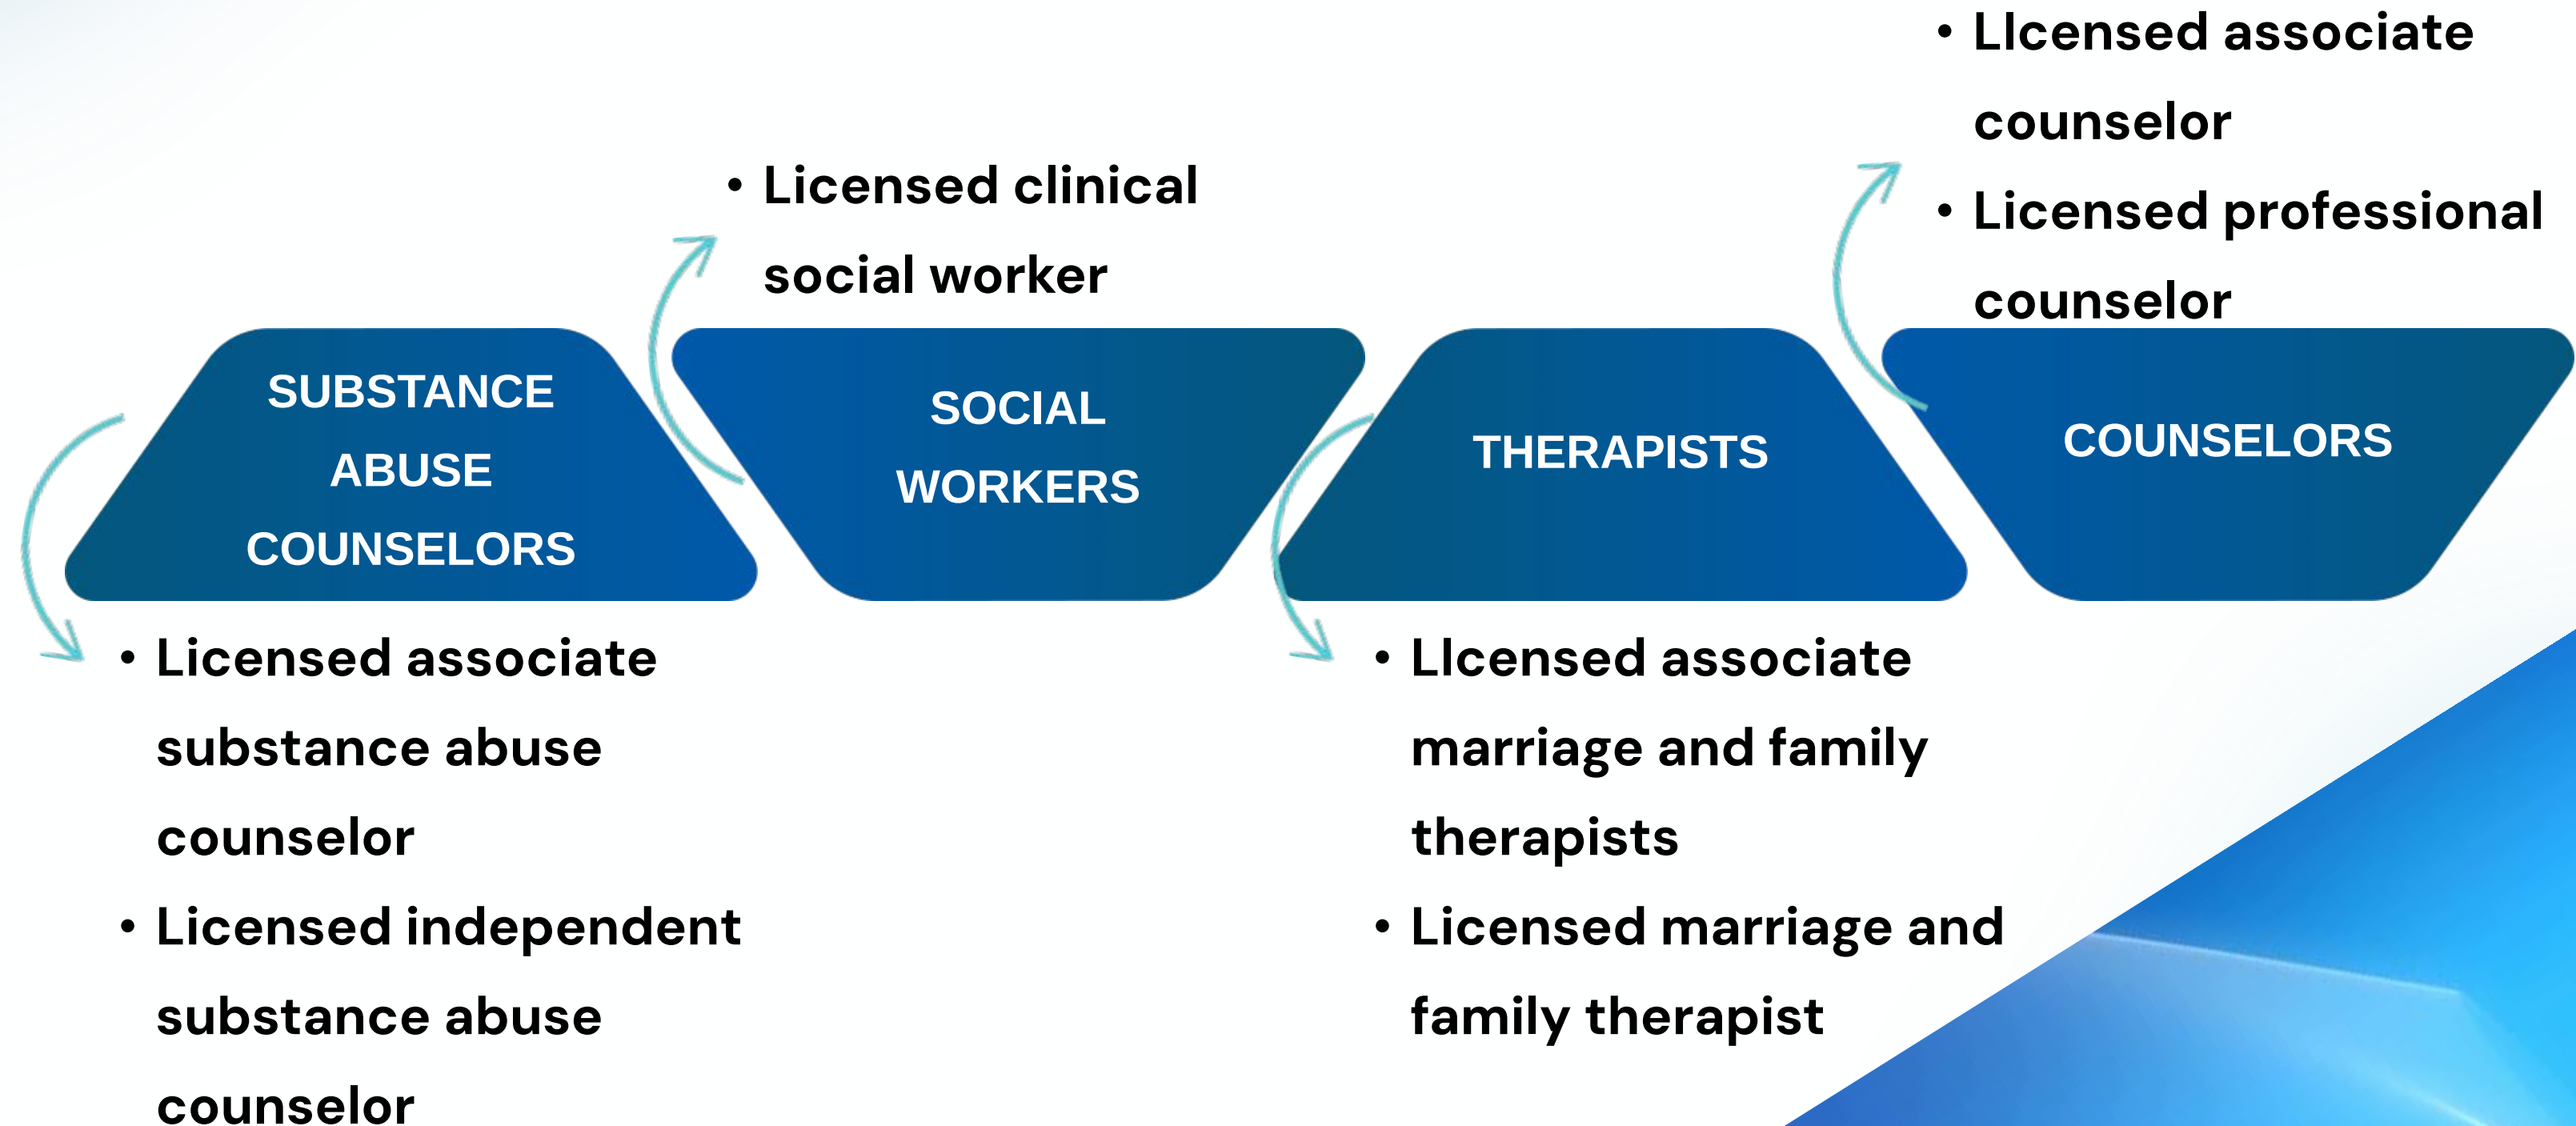 • LIcensed associate
counselor
• Licensed professional
counselor
• Licensed clinical
social worker
SUBSTANCE
ABUSE
COUNSELORS
SOCIAL
WORKERS
THERAPISTS
COUNSELORS
• Licensed associate
substance abuse
counselor
• Licensed independent
substance abuse
counselor
• LIcensed associate
marriage and family
therapists
• Licensed marriage and
family therapist